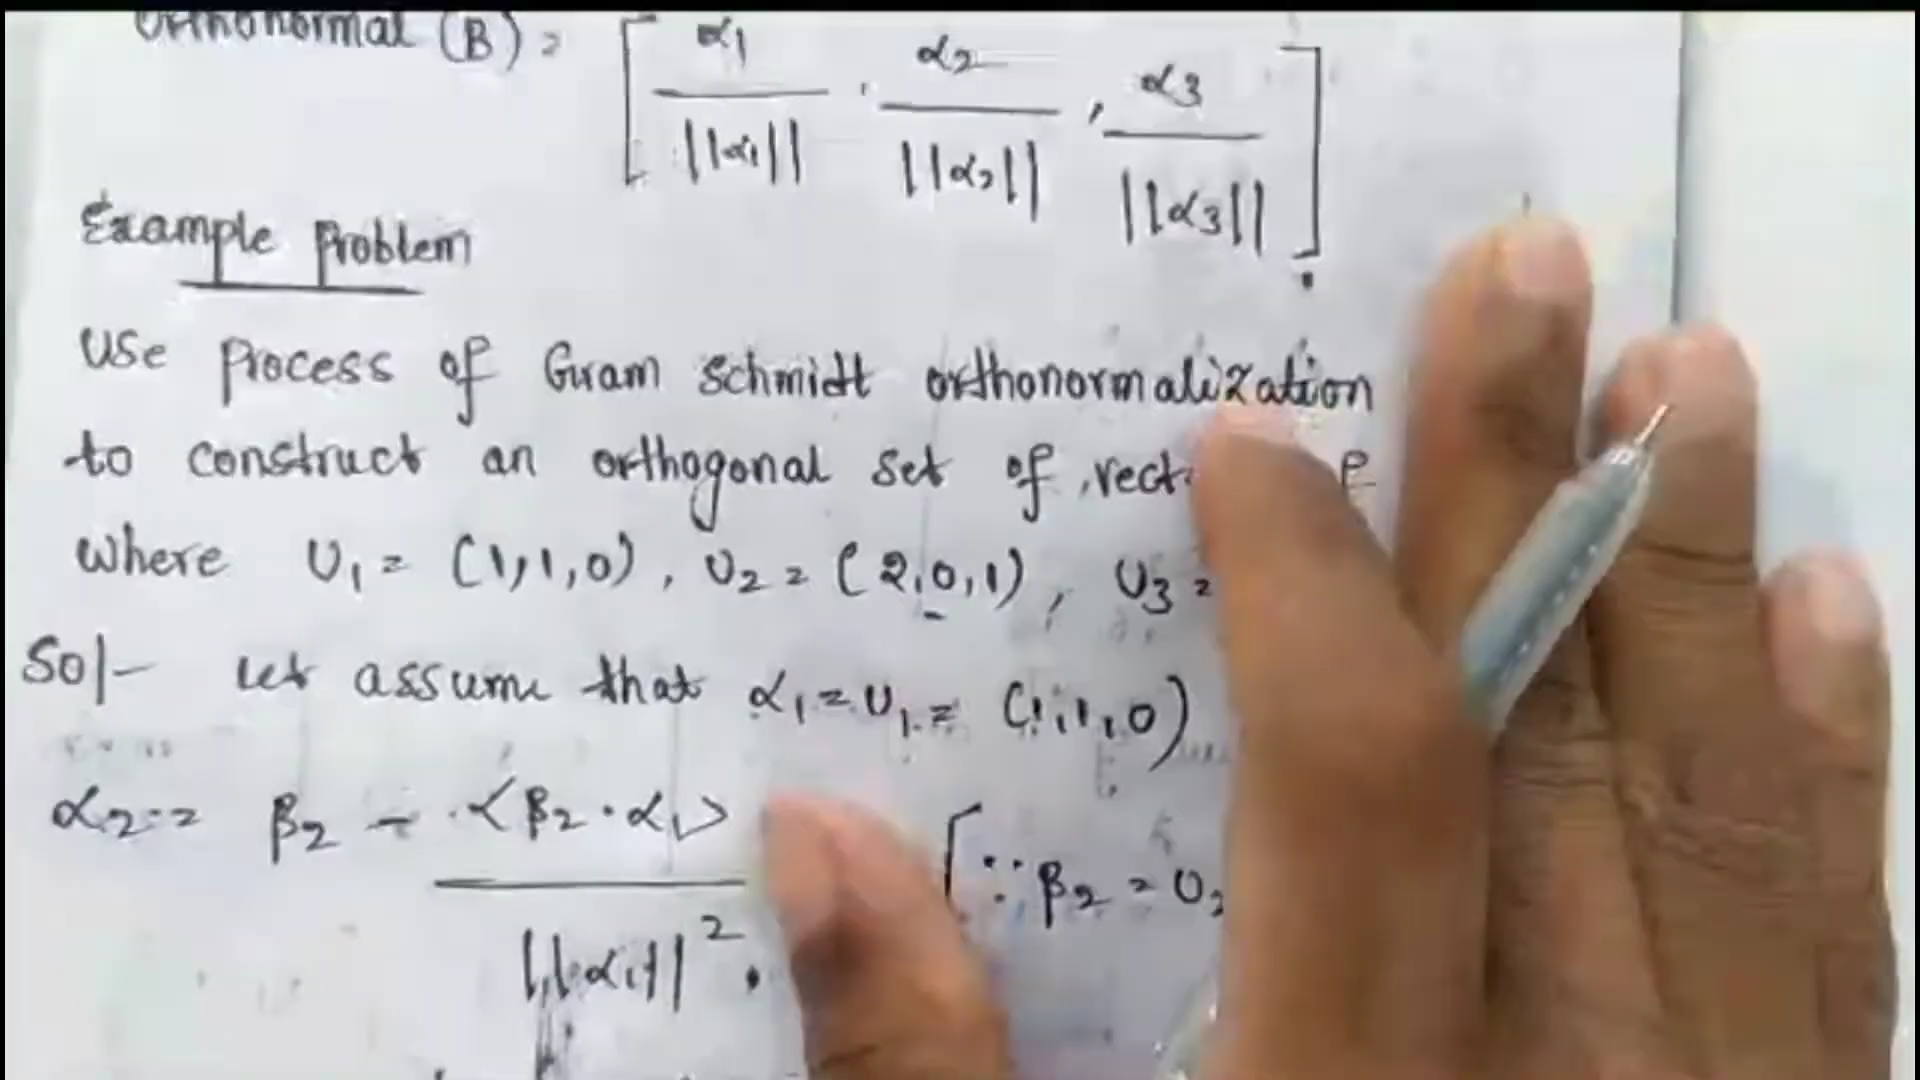 Orthonormal (B) = [ α1 / ||α1|| , α2 / ||α2|| , α3 / ||α3|| ].
Example Problem
Use process of Gram Schmidt orthonormalization
to construct an orthogonal set of
where U1 = (1,1,0), U2 = (2,0,1), U3 =
Sol- let assume that α1 = U1 = (1,1,0)
α2 = β2 - <β2 . α1> / ||α1||² . [∵ β2 = U2